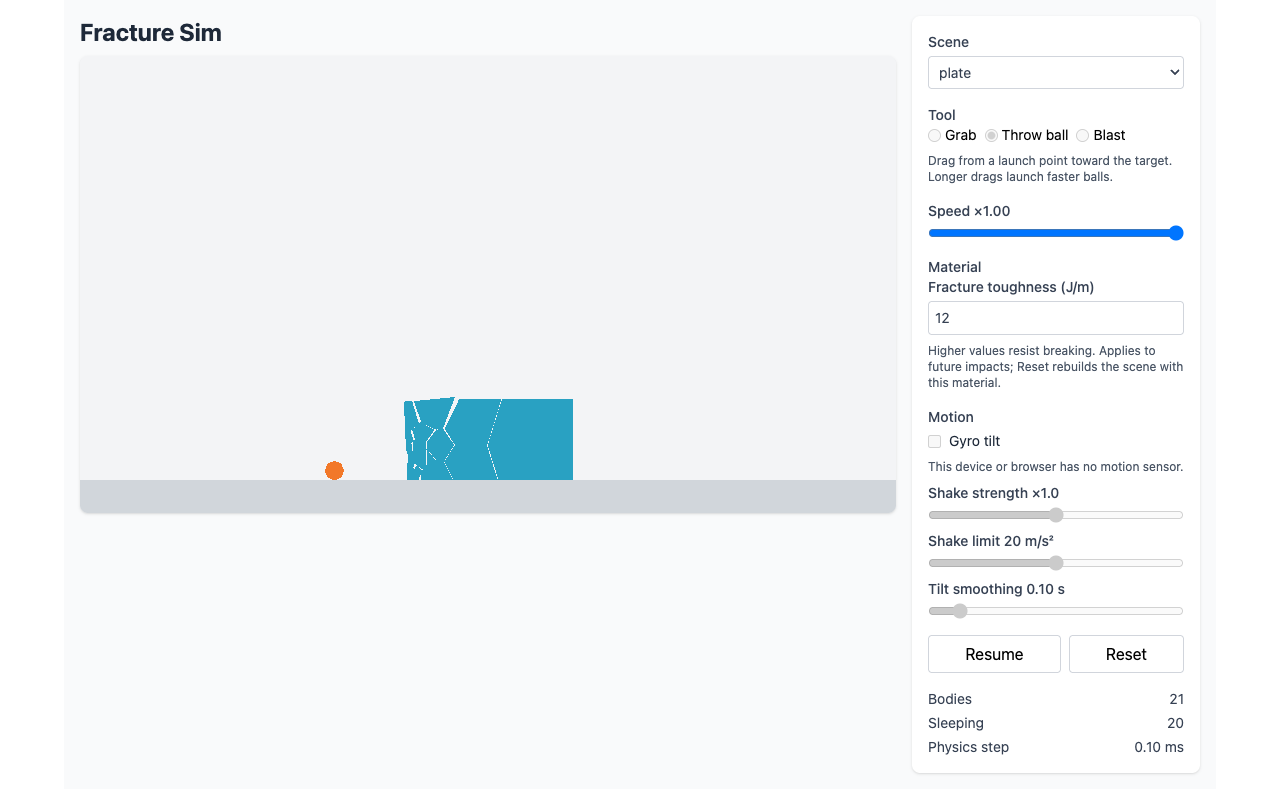 Fracture Sim
Scene
plate
Tool
Grab Throw ball Blast
Drag from a launch point toward the target.
Longer drags launch faster balls.
Speed ×1.00
Material
Fracture toughness (J/m)
12
Higher values resist breaking. Applies to
future impacts; Reset rebuilds the scene with
this material.
Motion
Gyro tilt
This device or browser has no motion sensor.
Shake strength ×1.0
Shake limit 20 m/s²
Tilt smoothing 0.10 s
Resume Reset
Bodies 21
Sleeping 20
Physics step 0.10 ms